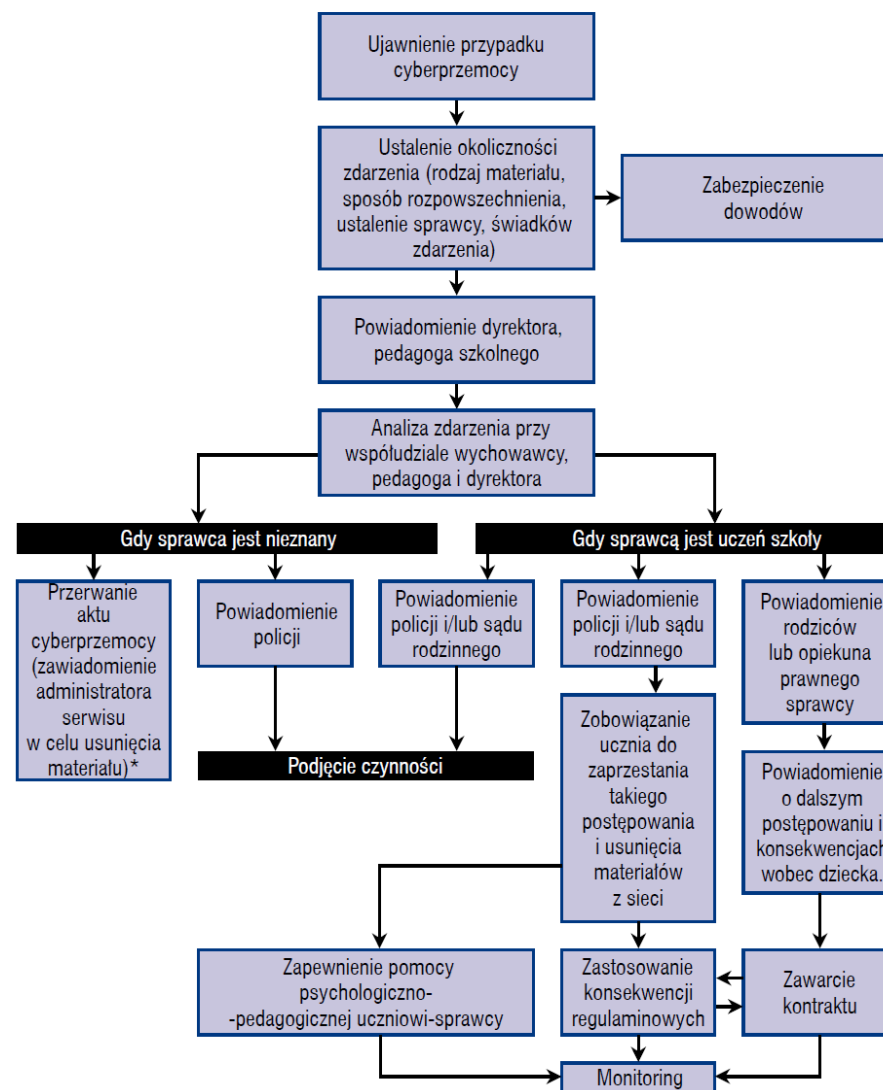 Ujawnienie przypadku
cyberprzemocy
Ustalenie okoliczności
zdarzenia (rodzaj materiału,
sposób rozpowszechnienia,
ustalenie sprawcy, świadków
zdarzenia)
Zabezpieczenie
dowodów
Powiadomienie dyrektora,
pedagoga szkolnego
Analiza zdarzenia przy
współudziale wychowawcy,
pedagoga i dyrektora
Gdy sprawca jest nieznany
Gdy sprawcą jest uczeń szkoły
Przerwanie
aktu
cyberprzemocy
(zawiadomienie
administratora
serwisu
w celu usunięcia
materiału)*
Powiadomienie
policji
Powiadomienie
policji i/lub sądu
rodzinnego
Powiadomienie
policji i/lub sądu
rodzinnego
Powiadomienie
rodziców
lub opiekuna
prawnego
sprawcy
Podjęcie czynności
Zobowiązanie
ucznia do
zaprzestania
takiego
postępowania
i usunięcia
materiałów
z sieci
Powiadomienie
o dalszym
postępowaniu i
konsekwencjach
wobec dziecka.
Zapewnienie pomocy
psychologiczno-
-pedagogicznej uczniowi-sprawcy
Zastosowanie
konsekwencji
regulaminowych
Zawarcie
kontraktu
Monitoring